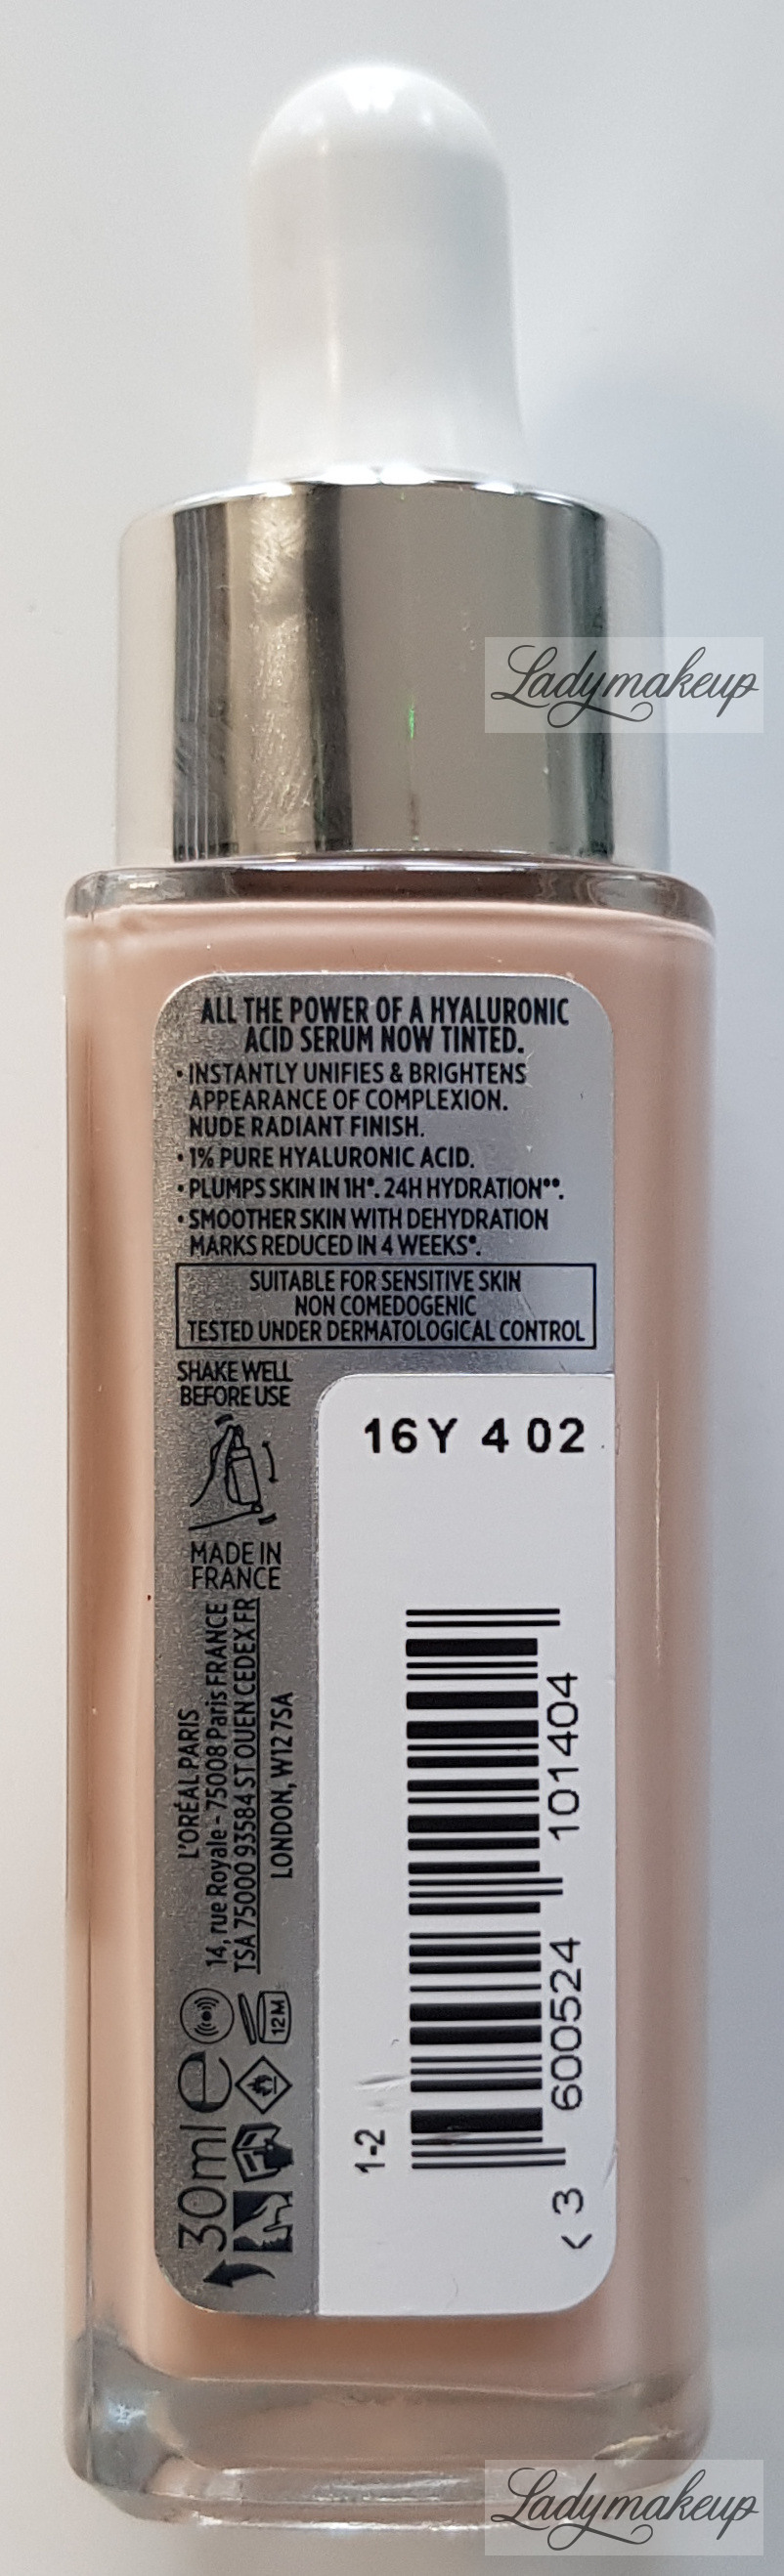 Ladymakeup
ALL THE POWER OF A HYALURONIC
ACID SERUM NOW TINTED.
• INSTANTLY UNIFIES & BRIGHTENS
APPEARANCE OF COMPLEXION.
NUDE RADIANT FINISH.
• 1% PURE HYALURONIC ACID.
• PLUMPS SKIN IN 1H*. 24H HYDRATION**.
• SMOOTHER SKIN WITH DEHYDRATION
MARKS REDUCED IN 4 WEEKS*.
SUITABLE FOR SENSITIVE SKIN
NON COMEDOGENIC
TESTED UNDER DERMATOLOGICAL CONTROL
SHAKE WELL
BEFORE USE
MADE IN
FRANCE
16Y 4 02
L'ORÉAL PARIS
14, rue Royale - 75008 Paris FRANCE
TSA 75000 93584 ST OUEN CEDEX FR
LONDON, W12 7SA
30ml e
12M
1-2
< 3 600524 101404
Ladymakeup